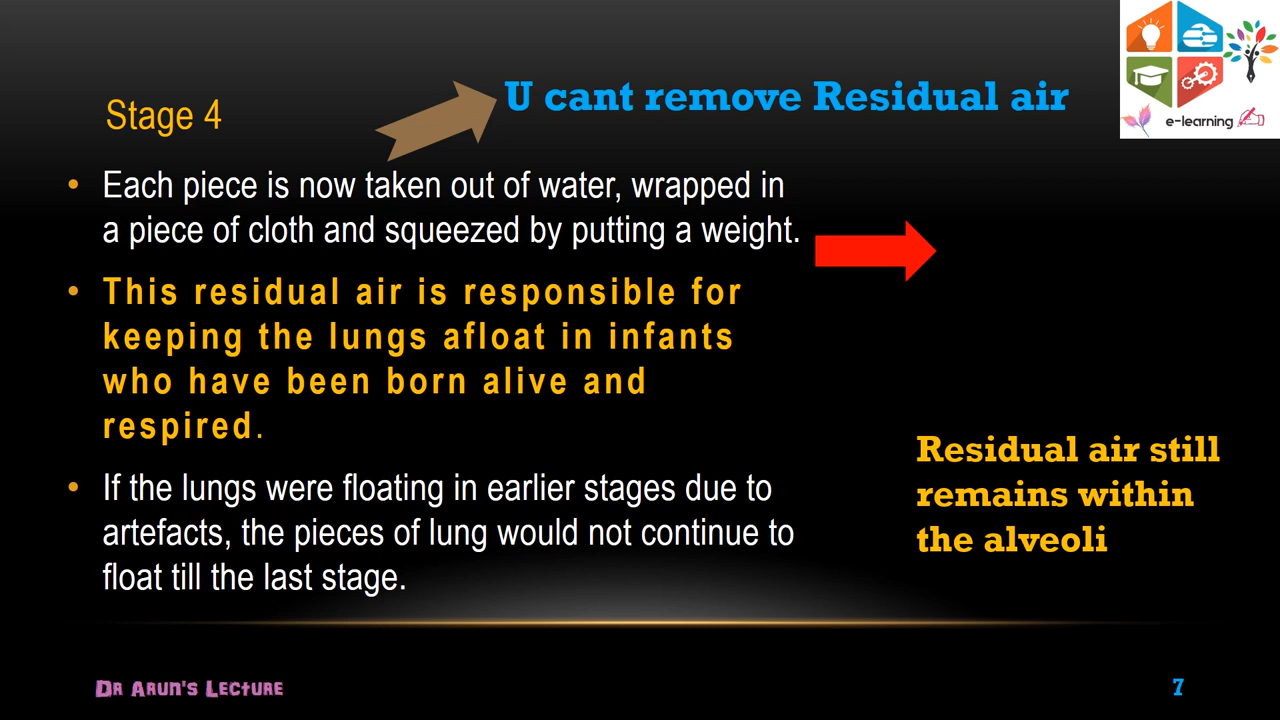 Stage 4
U cant remove Residual air
e-learning
• Each piece is now taken out of water, wrapped in
a piece of cloth and squeezed by putting a weight.
• This residual air is responsible for
keeping the lungs afloat in infants
who have been born alive and
respired.
• If the lungs were floating in earlier stages due to
artefacts, the pieces of lung would not continue to
float till the last stage.
Residual air still
remains within
the alveoli
Dr Arun's Lecture
7